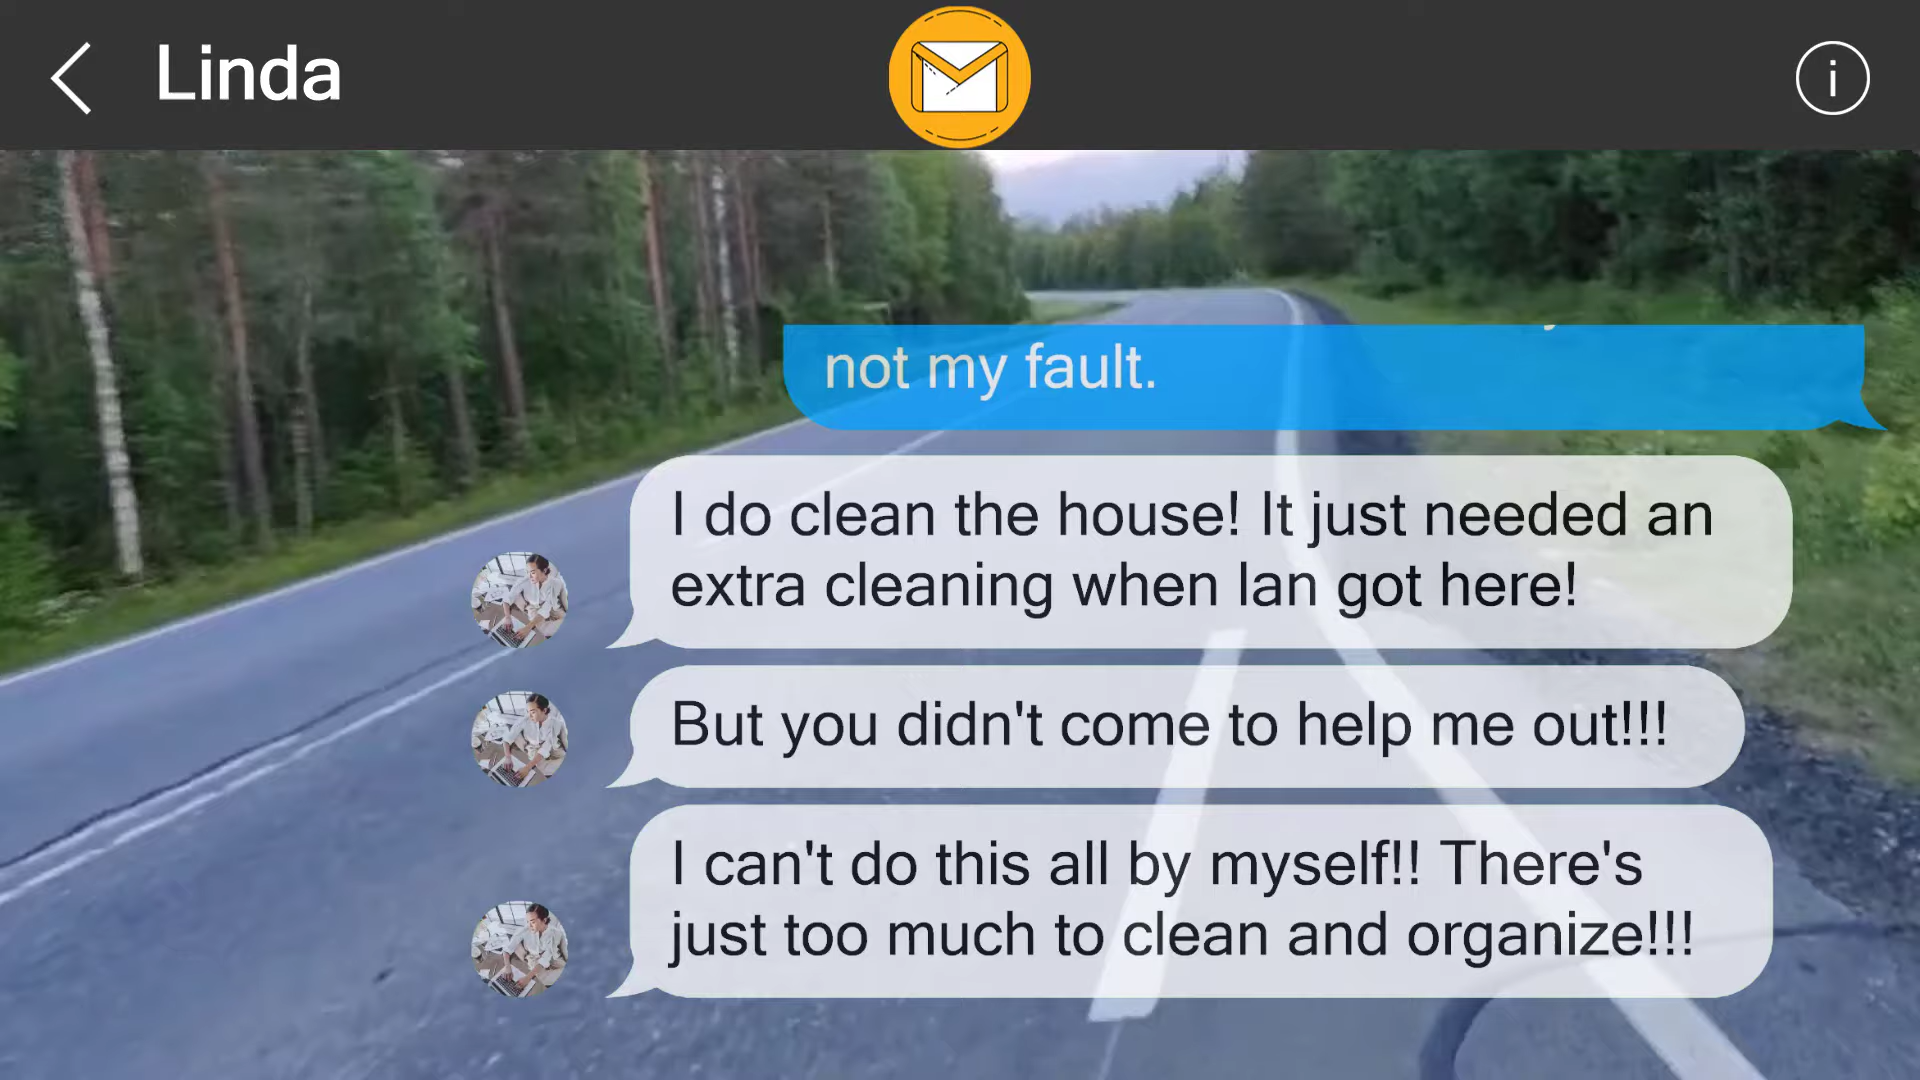 Linda
i
not my fault.
I do clean the house! It just needed an
extra cleaning when Ian got here!
But you didn't come to help me out!!!
I can't do this all by myself!! There's
just too much to clean and organize!!!